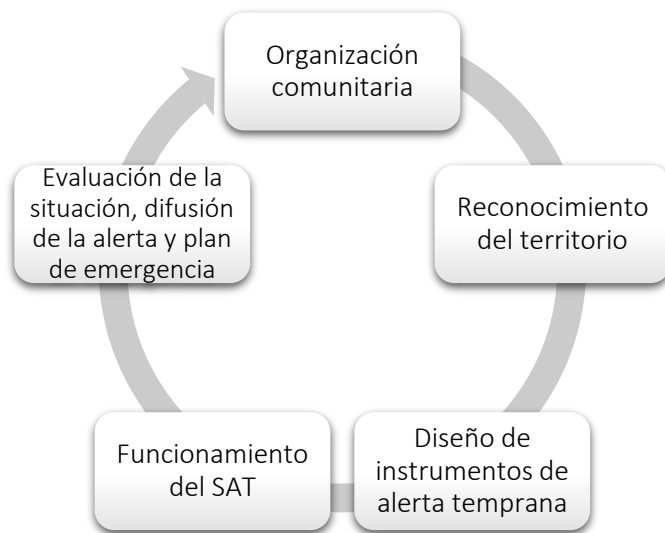 Organización
comunitaria
Reconocimiento
del territorio
Diseño de
instrumentos de
alerta temprana
Funcionamiento
del SAT
Evaluación de la
situación, difusión
de la alerta y plan
de emergencia